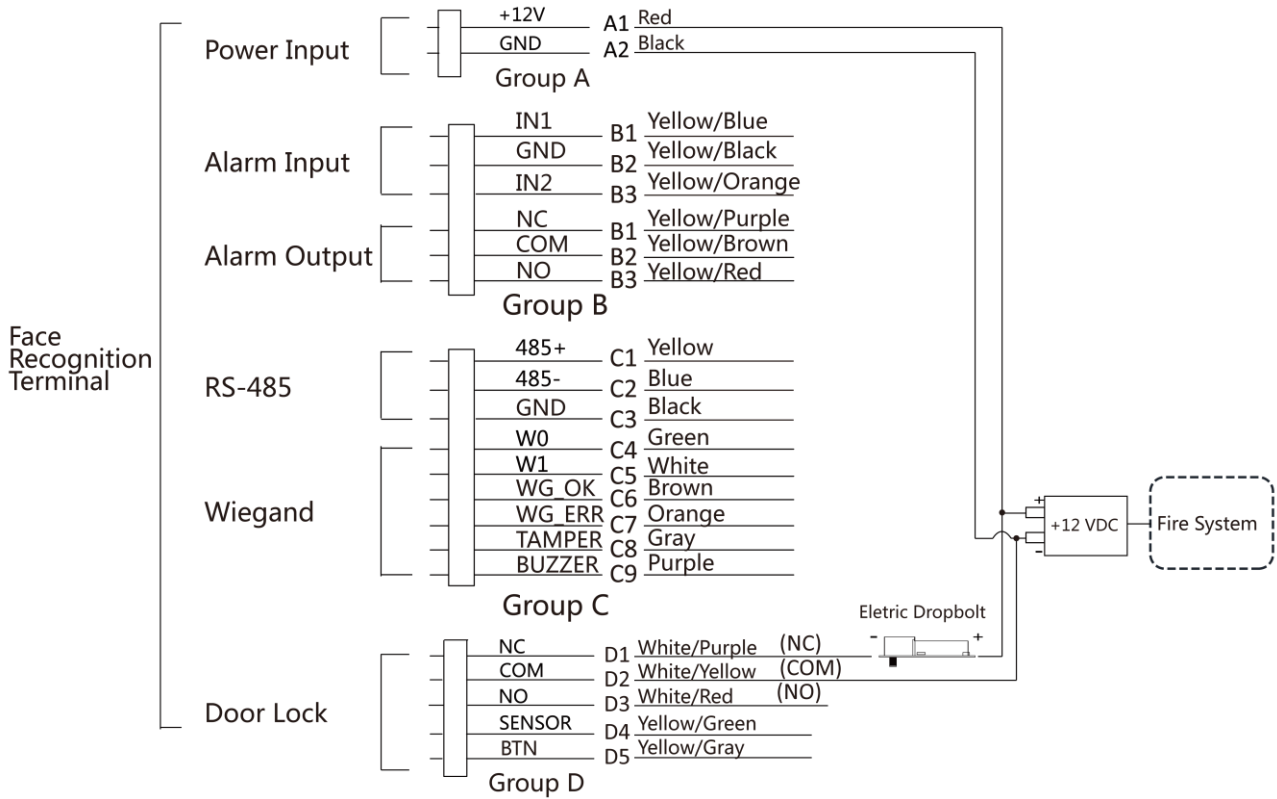 Face
Recognition
Terminal
Power Input
+12V A1 Red
GND A2 Black
Group A
Alarm Input
IN1 B1 Yellow/Blue
GND B2 Yellow/Black
IN2 B3 Yellow/Orange
Alarm Output
NC B1 Yellow/Purple
COM B2 Yellow/Brown
NO B3 Yellow/Red
Group B
RS-485
485+ C1 Yellow
485- C2 Blue
GND C3 Black
Wiegand
W0 C4 Green
W1 C5 White
WG_OK C6 Brown
WG_ERR C7 Orange
TAMPER C8 Gray
BUZZER C9 Purple
Group C
Door Lock
NC D1 White/Purple (NC)
COM D2 White/Yellow (COM)
NO D3 White/Red (NO)
SENSOR D4 Yellow/Green
BTN D5 Yellow/Gray
Group D
Eletric Dropbolt
- +
+
+12 VDC
-
Fire System